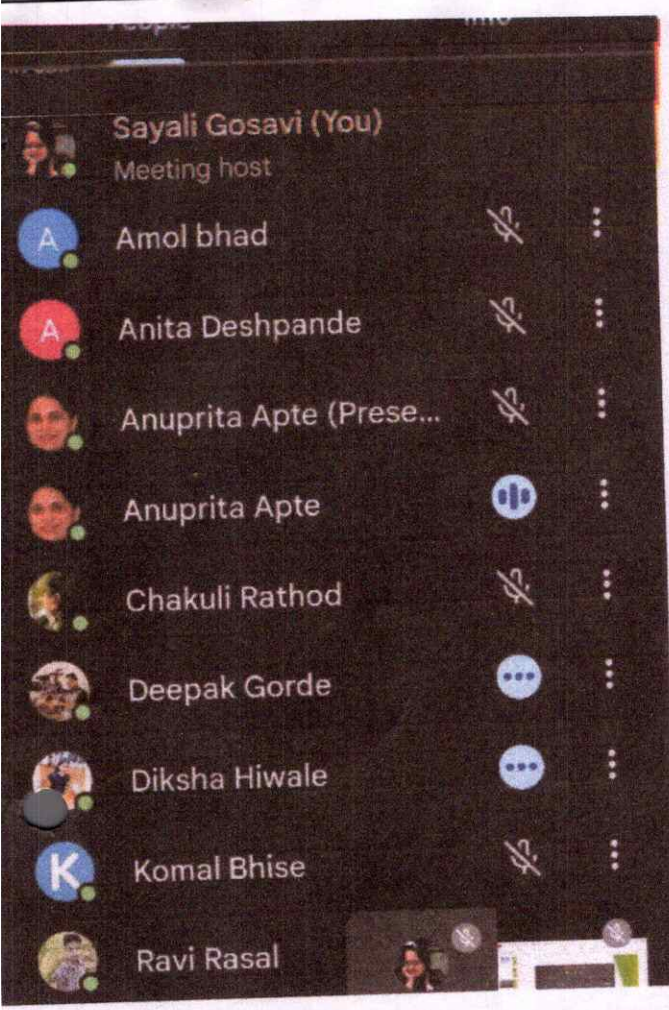 People
Sayali Gosavi (You)
Meeting host
A
Amol bhad
A
Anita Deshpande
Anuprita Apte (Prese...
Anuprita Apte
Chakuli Rathod
Deepak Gorde
Diksha Hiwale
K
Komal Bhise
Ravi Rasal